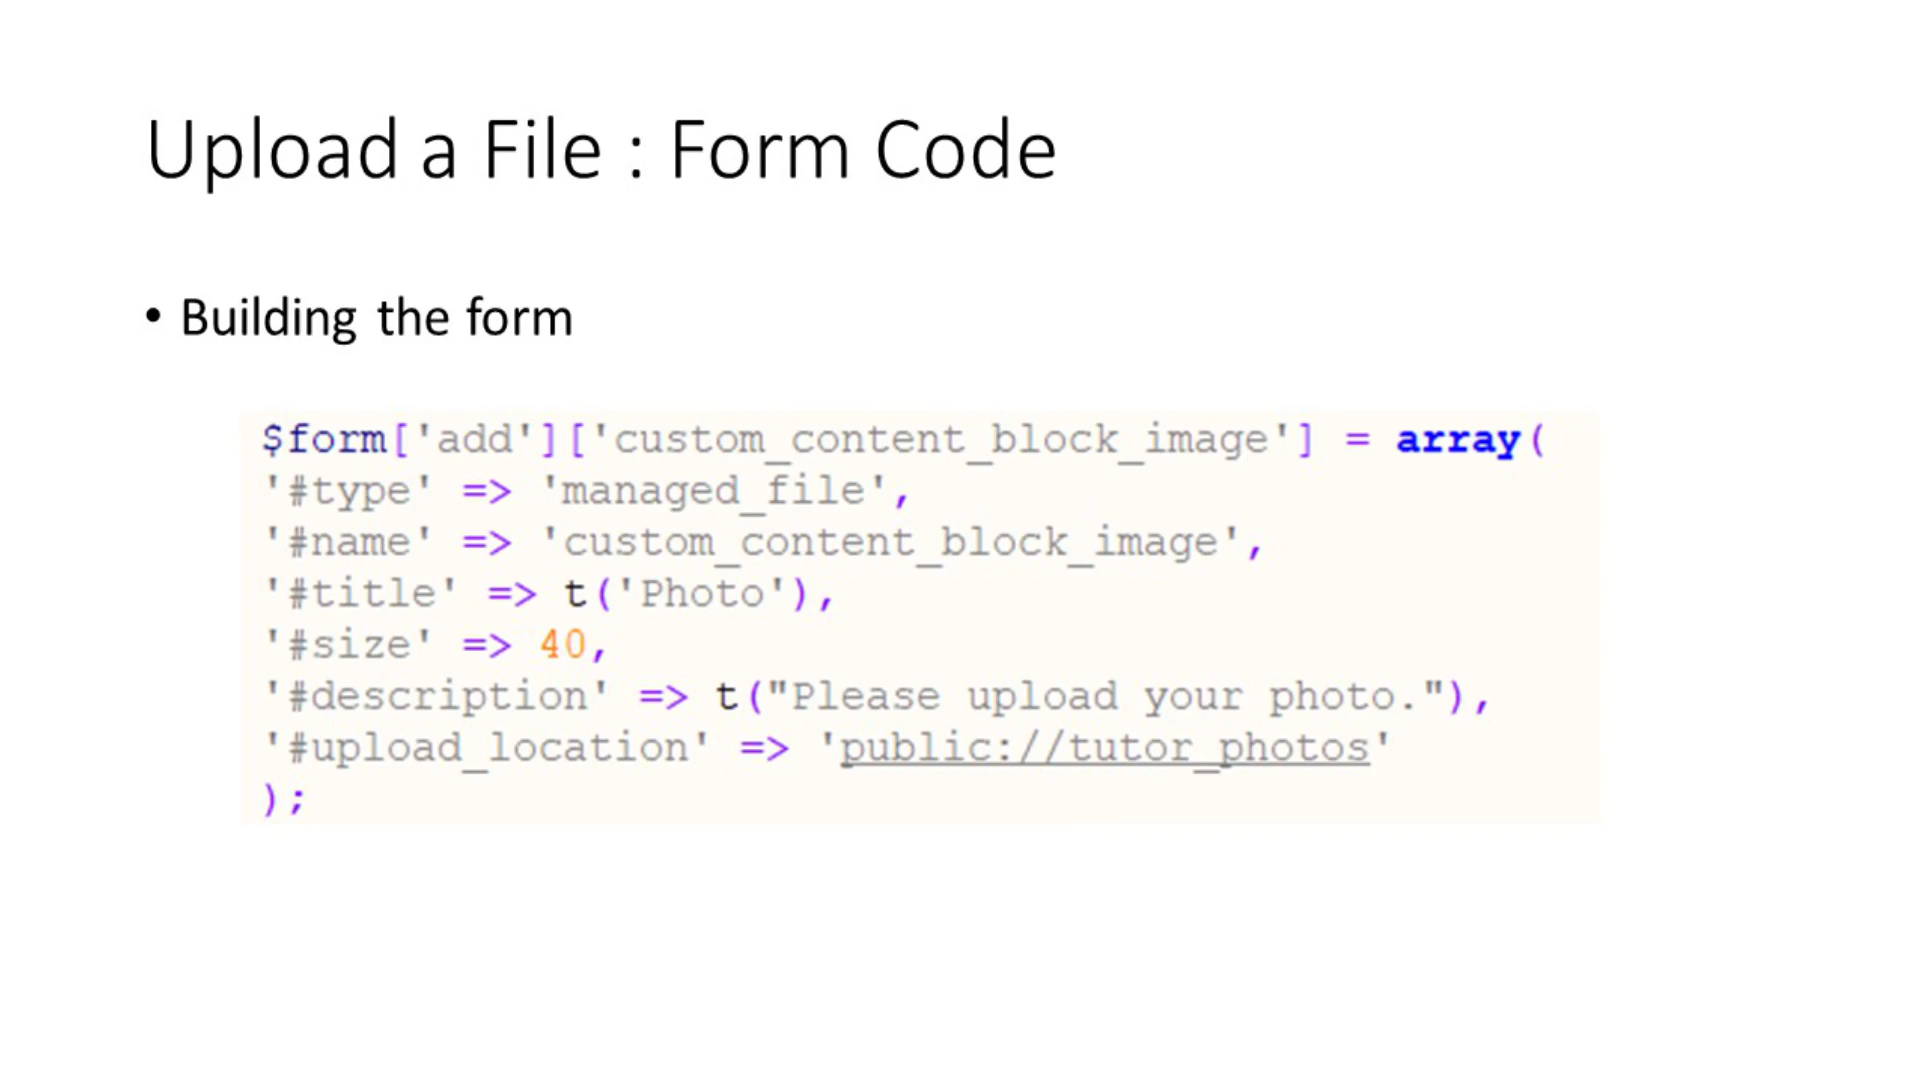 Upload a File : Form Code
• Building the form
$form['add']['custom_content_block_image'] = array(
'#type' => 'managed_file',
'#name' => 'custom_content_block_image',
'#title' => t('Photo'),
'#size' => 40,
'#description' => t("Please upload your photo."),
'#upload_location' => 'public://tutor_photos'
);